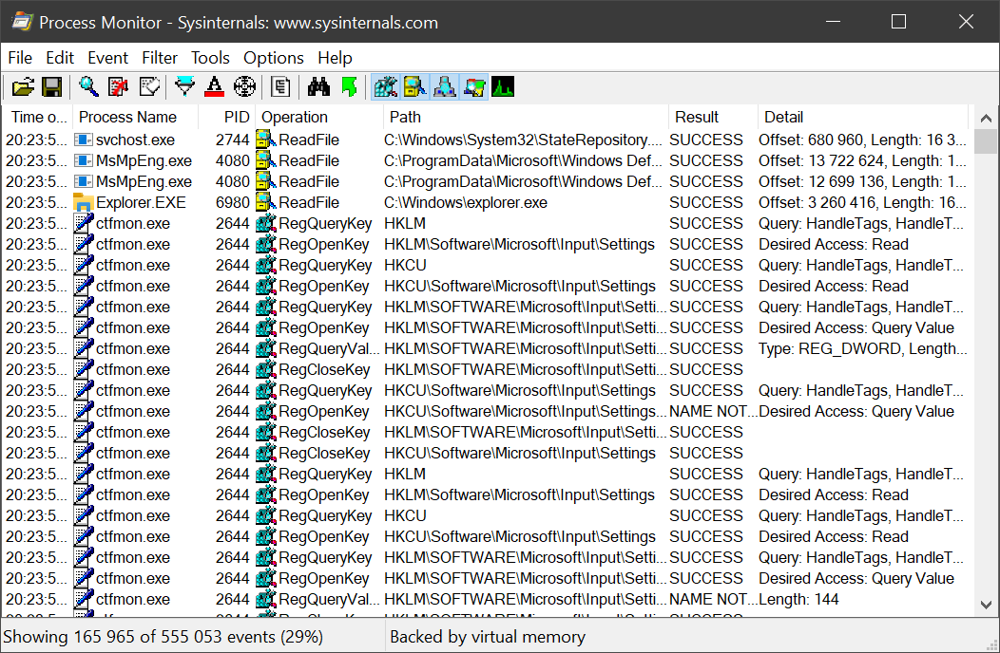 Process Monitor - Sysinternals: www.sysinternals.com
File Edit Event Filter Tools Options Help
Time o... Process Name PID Operation Path Result Detail
20:23:5... svchost.exe 2744 ReadFile C:\Windows\System32\StateRepository.... SUCCESS Offset: 680 960, Length: 16 3...
20:23:5... MsMpEng.exe 4080 ReadFile C:\ProgramData\Microsoft\Windows Def... SUCCESS Offset: 13 722 624, Length: 1...
20:23:5... MsMpEng.exe 4080 ReadFile C:\ProgramData\Microsoft\Windows Def... SUCCESS Offset: 12 699 136, Length: 1...
20:23:5... Explorer.EXE 6980 ReadFile C:\Windows\explorer.exe SUCCESS Offset: 3 260 416, Length: 16...
20:23:5... ctfmon.exe 2644 RegQueryKey HKLM SUCCESS Query: HandleTags, HandleT...
20:23:5... ctfmon.exe 2644 RegOpenKey HKLM\Software\Microsoft\Input\Settings SUCCESS Desired Access: Read
20:23:5... ctfmon.exe 2644 RegQueryKey HKCU SUCCESS Query: HandleTags, HandleT...
20:23:5... ctfmon.exe 2644 RegOpenKey HKCU\Software\Microsoft\Input\Settings SUCCESS Desired Access: Read
20:23:5... ctfmon.exe 2644 RegQueryKey HKLM\SOFTWARE\Microsoft\Input\Setti... SUCCESS Query: HandleTags, HandleT...
20:23:5... ctfmon.exe 2644 RegOpenKey HKLM\SOFTWARE\Microsoft\Input\Setti... SUCCESS Desired Access: Query Value
20:23:5... ctfmon.exe 2644 RegQueryVal... HKLM\SOFTWARE\Microsoft\Input\Setti... SUCCESS Type: REG_DWORD, Length...
20:23:5... ctfmon.exe 2644 RegCloseKey HKLM\SOFTWARE\Microsoft\Input\Setti... SUCCESS
20:23:5... ctfmon.exe 2644 RegQueryKey HKCU\Software\Microsoft\Input\Settings SUCCESS Query: HandleTags, HandleT...
20:23:5... ctfmon.exe 2644 RegOpenKey HKCU\Software\Microsoft\Input\Settings... NAME NOT... Desired Access: Query Value
20:23:5... ctfmon.exe 2644 RegCloseKey HKLM\SOFTWARE\Microsoft\Input\Setti... SUCCESS
20:23:5... ctfmon.exe 2644 RegCloseKey HKCU\Software\Microsoft\Input\Settings SUCCESS
20:23:5... ctfmon.exe 2644 RegQueryKey HKLM SUCCESS Query: HandleTags, HandleT...
20:23:5... ctfmon.exe 2644 RegOpenKey HKLM\Software\Microsoft\Input\Settings SUCCESS Desired Access: Read
20:23:5... ctfmon.exe 2644 RegQueryKey HKCU SUCCESS Query: HandleTags, HandleT...
20:23:5... ctfmon.exe 2644 RegOpenKey HKCU\Software\Microsoft\Input\Settings SUCCESS Desired Access: Read
20:23:5... ctfmon.exe 2644 RegQueryKey HKLM\SOFTWARE\Microsoft\Input\Setti... SUCCESS Query: HandleTags, HandleT...
20:23:5... ctfmon.exe 2644 RegOpenKey HKLM\SOFTWARE\Microsoft\Input\Setti... SUCCESS Desired Access: Query Value
20:23:5... ctfmon.exe 2644 RegQueryVal... HKLM\SOFTWARE\Microsoft\Input\Setti... NAME NOT... Length: 144
Showing 165 965 of 555 053 events (29%) Backed by virtual memory